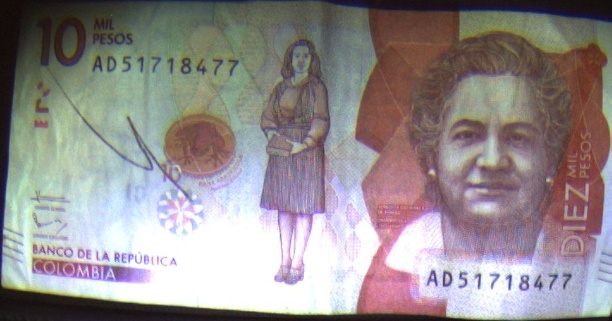 10 MIL
PESOS
AD51718477
BANCO DE LA REPÚBLICA
COLOMBIA
DIEZ MIL
PESOS
AD51718477